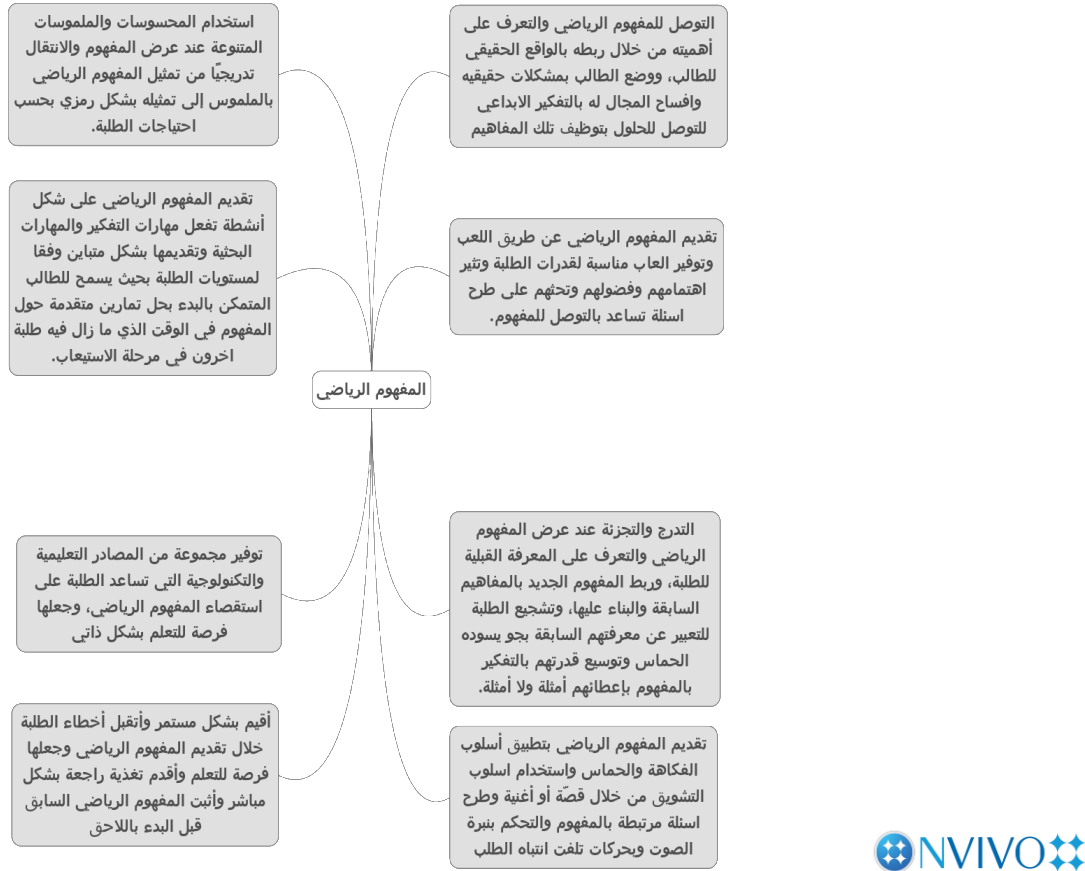 التوصل للمفهوم الرياضي والتعرف على
أهميته من خلال ربطه بالواقع الحقيقي
للطالب، ووضع الطالب بمشكلات حقيقيه
وافساح المجال له بالتفكير الابداعي
للتوصل للحلول بتوظيف تلك المفاهيم
استخدام المحسوسات والملموسات
المتنوعة عند عرض المفهوم والانتقال
تدريجيًا من تمثيل المفهوم الرياضي
بالملموس إلى تمثيله بشكل رمزي بحسب
احتياجات الطلبة.
تقديم المفهوم الرياضي عن طريق اللعب
وتوفير العاب مناسبة لقدرات الطلبة وتثير
اهتمامهم وفضولهم وتحثهم على طرح
اسئلة تساعد بالتوصل للمفهوم.
تقديم المفهوم الرياضي على شكل
أنشطة تفعل مهارات التفكير والمهارات
البحثية وتقديمها بشكل متباين وفقا
لمستويات الطلبة بحيث يسمح للطالب
المتمكن بالبدء بحل تمارين متقدمة حول
المفهوم في الوقت الذي ما زال فيه طلبة
اخرون في مرحلة الاستيعاب.
المفهوم الرياضي
التدرج والتجزئة عند عرض المفهوم
الرياضي والتعرف على المعرفة القبلية
للطلبة، وربط المفهوم الجديد بالمفاهيم
السابقة والبناء عليها، وتشجيع الطلبة
للتعبير عن معرفتهم السابقة بجو يسوده
الحماس وتوسيع قدرتهم بالتفكير
بالمفهوم بإعطائهم أمثلة ولا أمثلة.
توفير مجموعة من المصادر التعليمية
والتكنولوجية التي تساعد الطلبة على
استقصاء المفهوم الرياضي، وجعلها
فرصة للتعلم بشكل ذاتي
تقديم المفهوم الرياضي بتطبيق أسلوب
الفكاهة والحماس واستخدام اسلوب
التشويق من خلال قصّة أو أغنية وطرح
اسئلة مرتبطة بالمفهوم والتحكم بنبرة
الصوت وبحركات تلفت انتباه الطلب
أقيم بشكل مستمر وأتقبل أخطاء الطلبة
خلال تقديم المفهوم الرياضي وجعلها
فرصة للتعلم وأقدم تغذية راجعة بشكل
مباشر وأثبت المفهوم الرياضي السابق
قبل البدء باللاحق
NVIVO